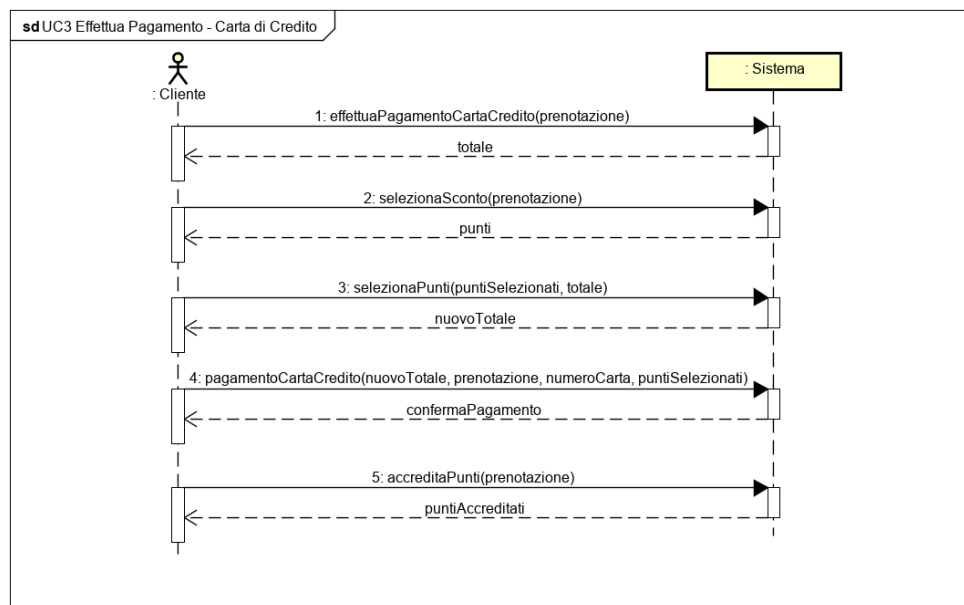 sd UC3 Effettua Pagamento - Carta di Credito
: Cliente
: Sistema
1: effettuaPagamentoCartaCredito(prenotazione)
totale
2: selezionaSconto(prenotazione)
punti
3: selezionaPunti(puntiSelezionati, totale)
nuovoTotale
4: pagamentoCartaCredito(nuovoTotale, prenotazione, numeroCarta, puntiSelezionati)
confermaPagamento
5: accreditaPunti(prenotazione)
puntiAccreditati